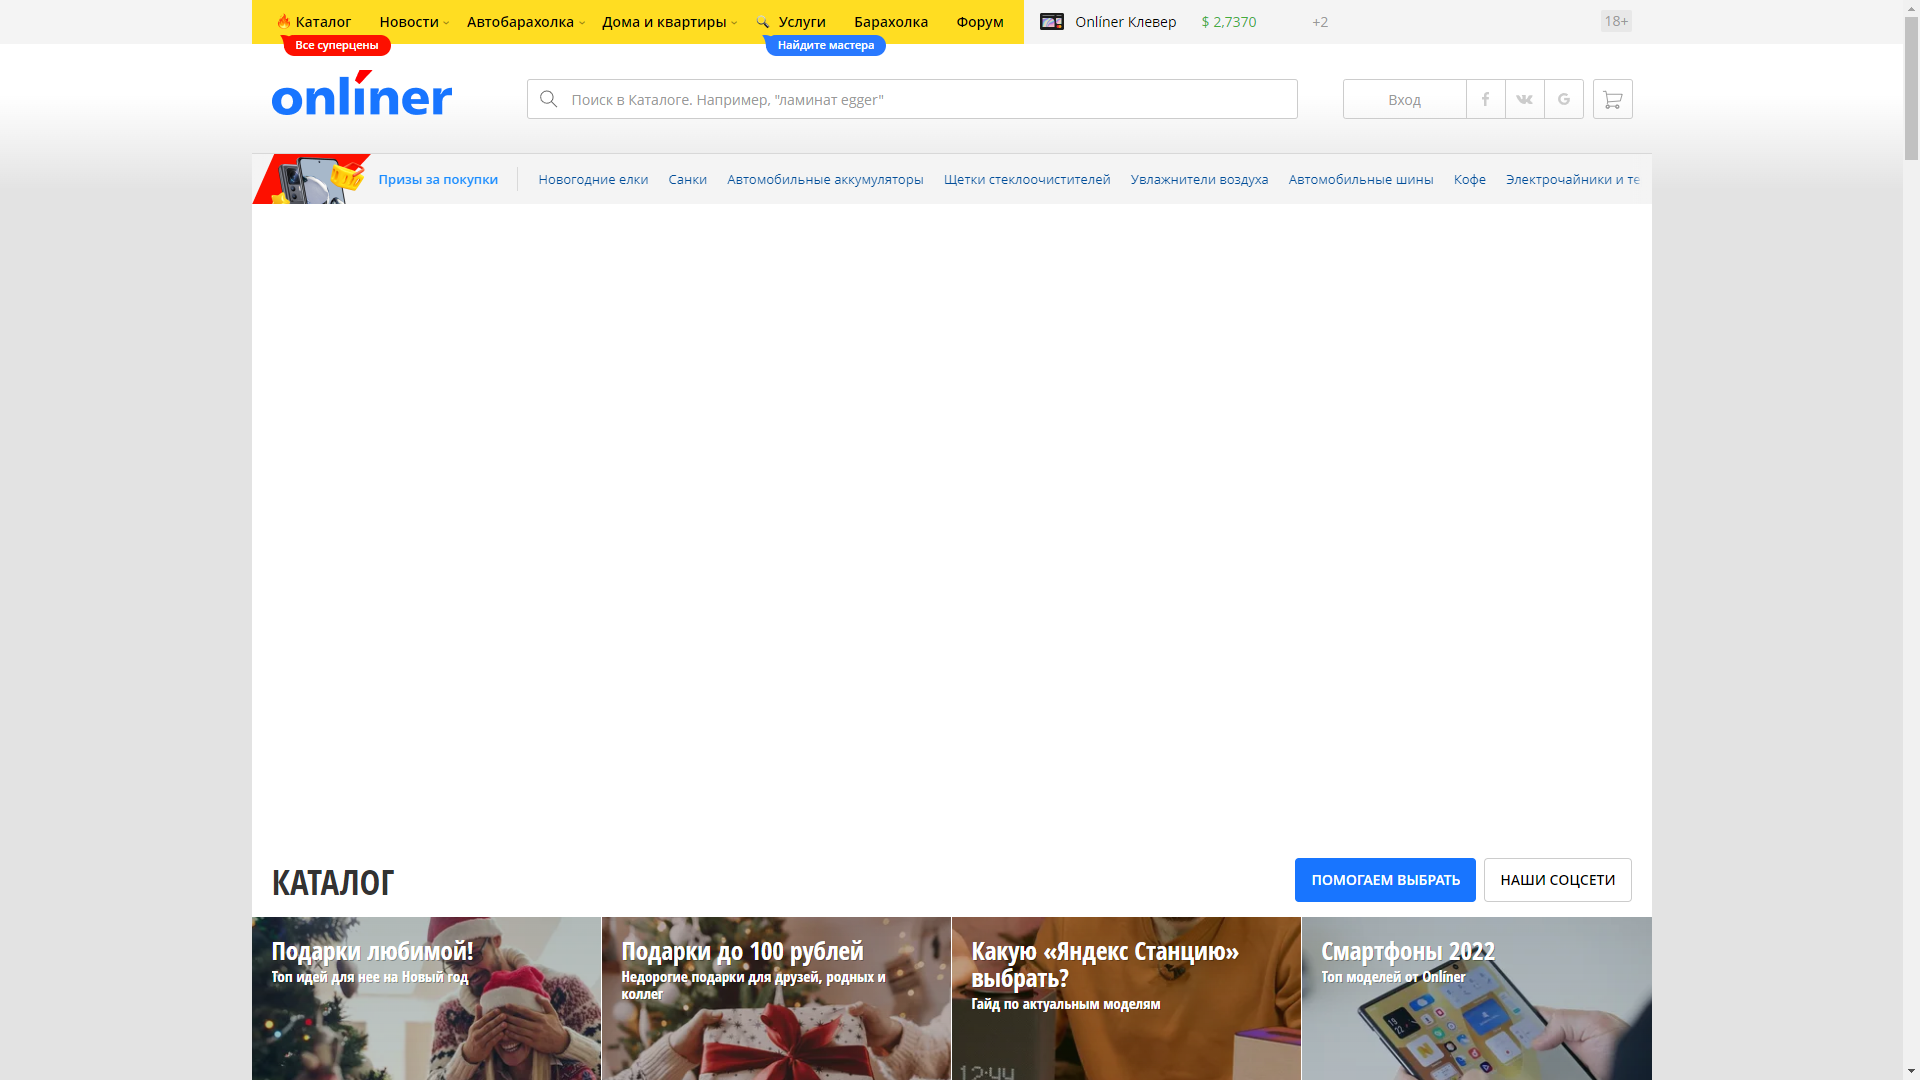 Каталог
Новости
Автобарахолка
Дома и квартиры
Услуги
Барахолка
Форум
Onlíner Клевер
$ 2,7370
+2
18+
Все суперцены
Найдите мастера
onlíner
Поиск в Каталоге. Например, "ламинат egger"
Вход
Призы за покупки
Новогодние елки
Санки
Автомобильные аккумуляторы
Щетки стеклоочистителей
Увлажнители воздуха
Автомобильные шины
Кофе
Электрочайники и те
КАТАЛОГ
ПОМОГАЕМ ВЫБРАТЬ
НАШИ СОЦСЕТИ
Подарки любимой!
Топ идей для нее на Новый год
Подарки до 100 рублей
Недорогие подарки для друзей, родных и
коллег
Какую «Яндекс Станцию»
выбрать?
Гайд по актуальным моделям
12:44
Смартфоны 2022
Топ моделей от Onlíner
19
22